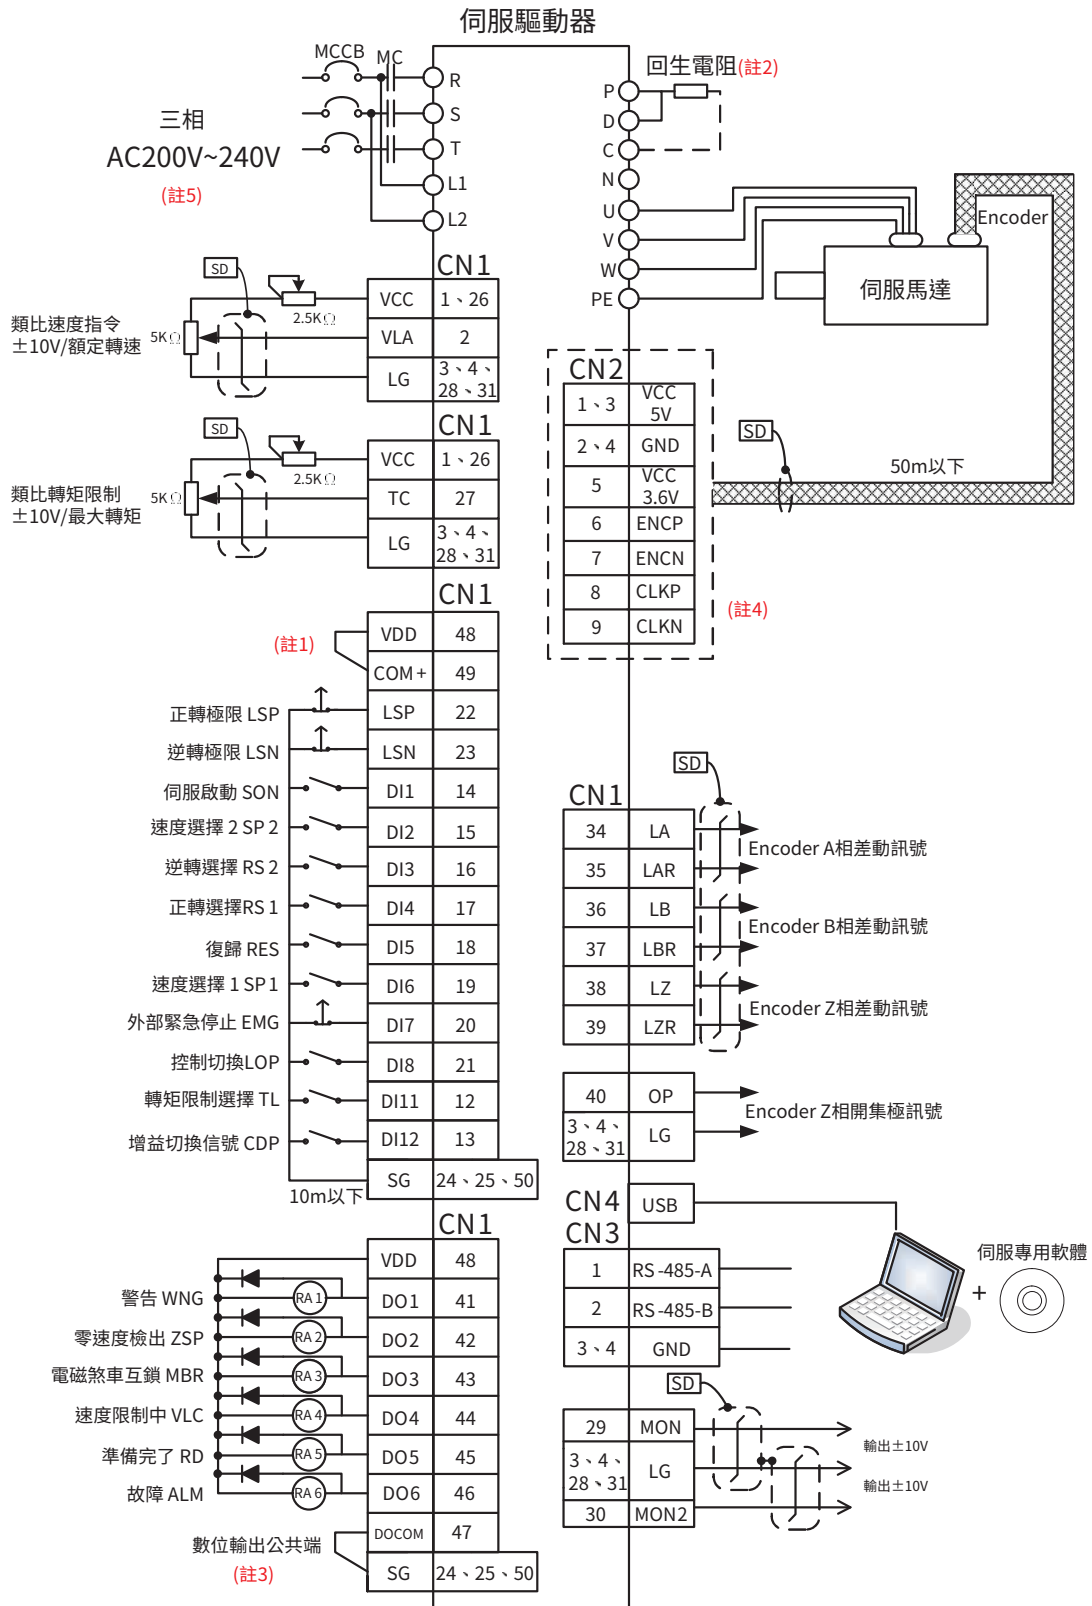 伺服驅動器
MCCB
MC
R
S
T
L1
L2
三相
AC200V~240V
(註5)
P
D
C
N
U
V
W
PE
回生電阻(註2)
Encoder
伺服馬達
CN1
SD
2.5KΩ
5KΩ
類比速度指令
±10V/額定轉速
VCC 1、26
VLA 2
LG 3、4、
28、31
CN1
SD
2.5KΩ
5KΩ
類比轉矩限制
±10V/最大轉矩
VCC 1、26
TC 27
LG 3、4、
28、31
CN2
1、3 VCC
5V
2、4 GND
5 VCC
3.6V
6 ENCP
7 ENCN
8 CLKP
9 CLKN
SD
50m以下
(註4)
CN1
(註1)
VDD 48
COM+ 49
正轉極限 LSP LSP 22
逆轉極限 LSN LSN 23
伺服啟動 SON DI1 14
速度選擇 2 SP 2 DI2 15
逆轉選擇 RS 2 DI3 16
正轉選擇RS 1 DI4 17
復歸 RES DI5 18
速度選擇 1 SP1 DI6 19
外部緊急停止 EMG DI7 20
控制切換LOP DI8 21
轉矩限制選擇 TL DI11 12
增益切換信號 CDP DI12 13
SG 24、25、50
10m以下
SD
CN1
34 LA
35 LAR
Encoder A相差動訊號
36 LB
37 LBR
Encoder B相差動訊號
38 LZ
39 LZR
Encoder Z相差動訊號
40 OP
3、4、
28、31 LG
Encoder Z相開集極訊號
CN4 USB
CN3
1 RS-485-A
2 RS-485-B
3、4 GND
伺服專用軟體
+
CN1
VDD 48
警告 WNG RA 1 DO1 41
零速度檢出 ZSP RA 2 DO2 42
電磁煞車互鎖 MBR RA 3 DO3 43
速度限制中 VLC RA 4 DO4 44
準備完了 RD RA 5 DO5 45
故障 ALM RA 6 DO6 46
DOCOM 47
數位輸出公共端
(註3)
SG 24、25、50
SD
29 MON
輸出±10V
3、4、
28、31 LG
輸出±10V
30 MON2